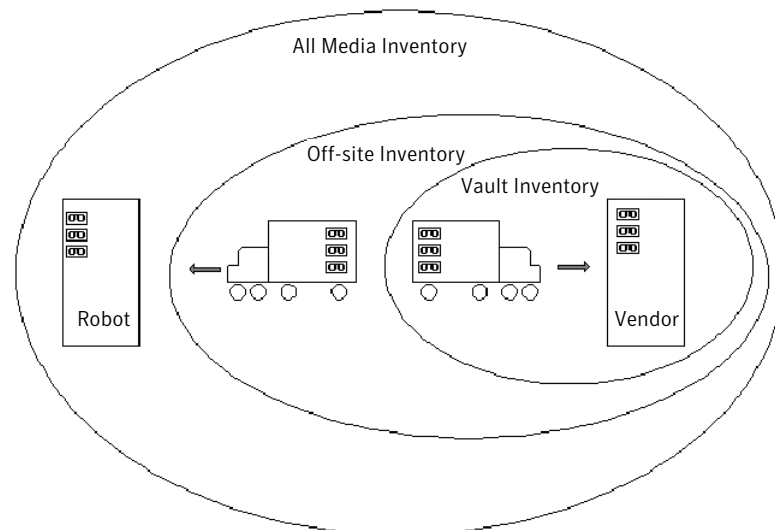 All Media Inventory
Off-site Inventory
Vault Inventory
Robot
Vendor